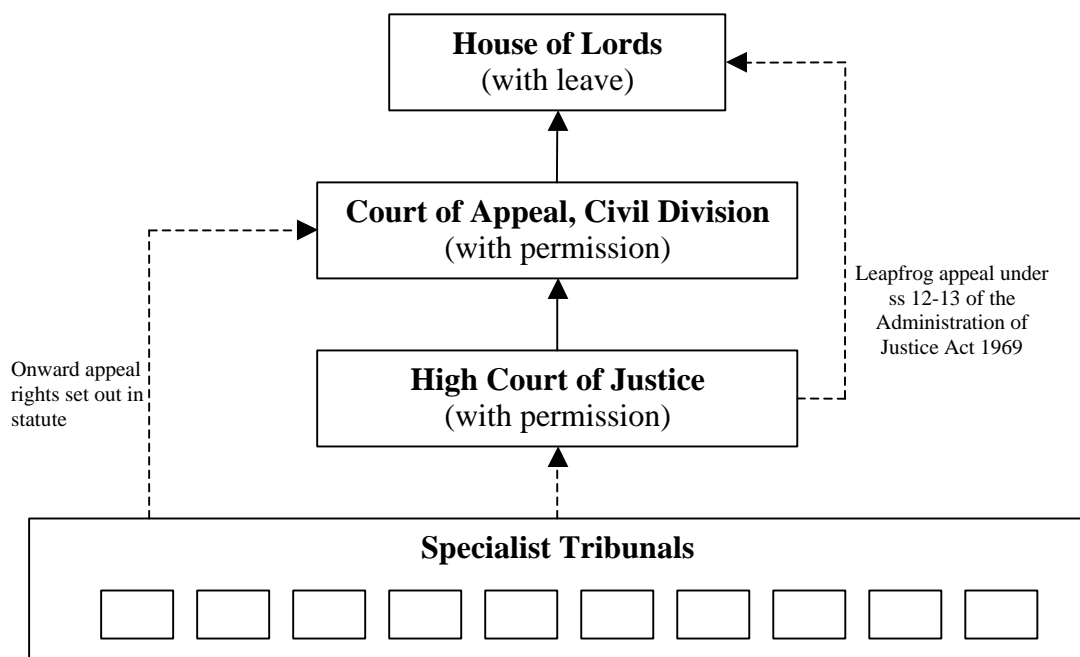 House of Lords
(with leave)
Court of Appeal, Civil Division
(with permission)
Leapfrog appeal under
ss 12-13 of the
Administration of
Justice Act 1969
Onward appeal
rights set out in
statute
High Court of Justice
(with permission)
Specialist Tribunals